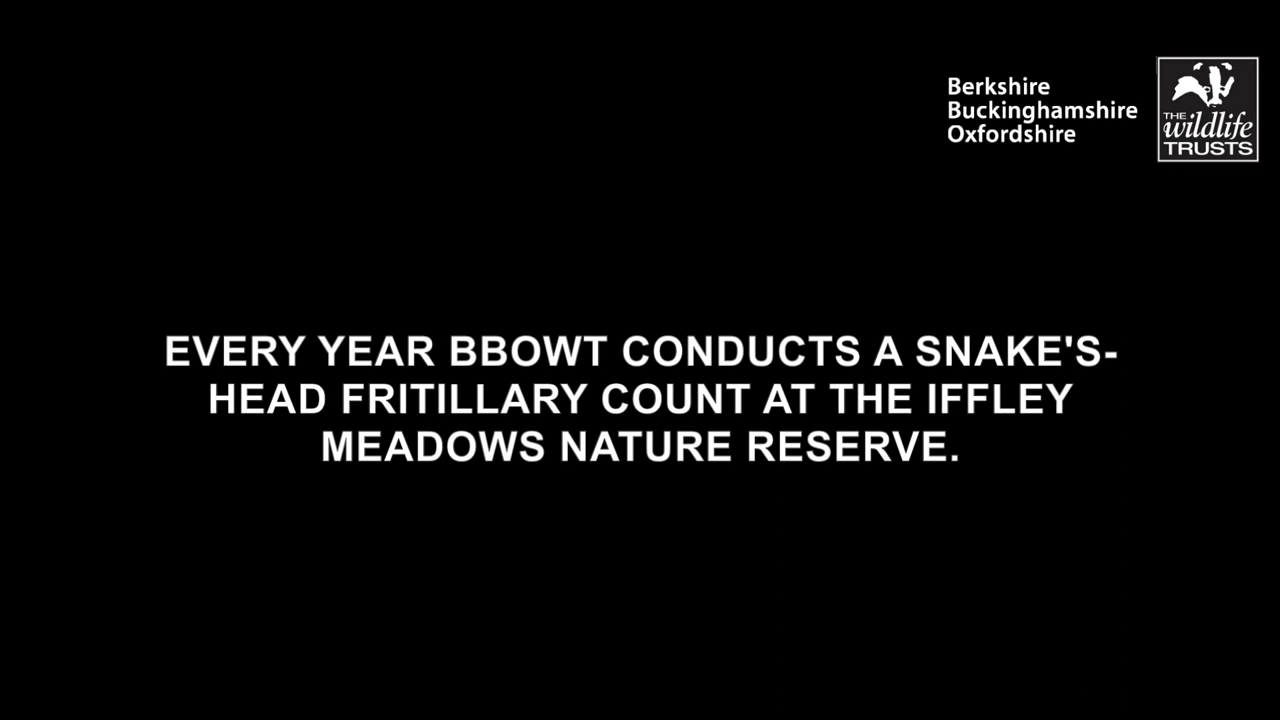 Berkshire
Buckinghamshire
Oxfordshire
THE
wildlife
TRUSTS
EVERY YEAR BBOWT CONDUCTS A SNAKE'S-
HEAD FRITILLARY COUNT AT THE IFFLEY
MEADOWS NATURE RESERVE.